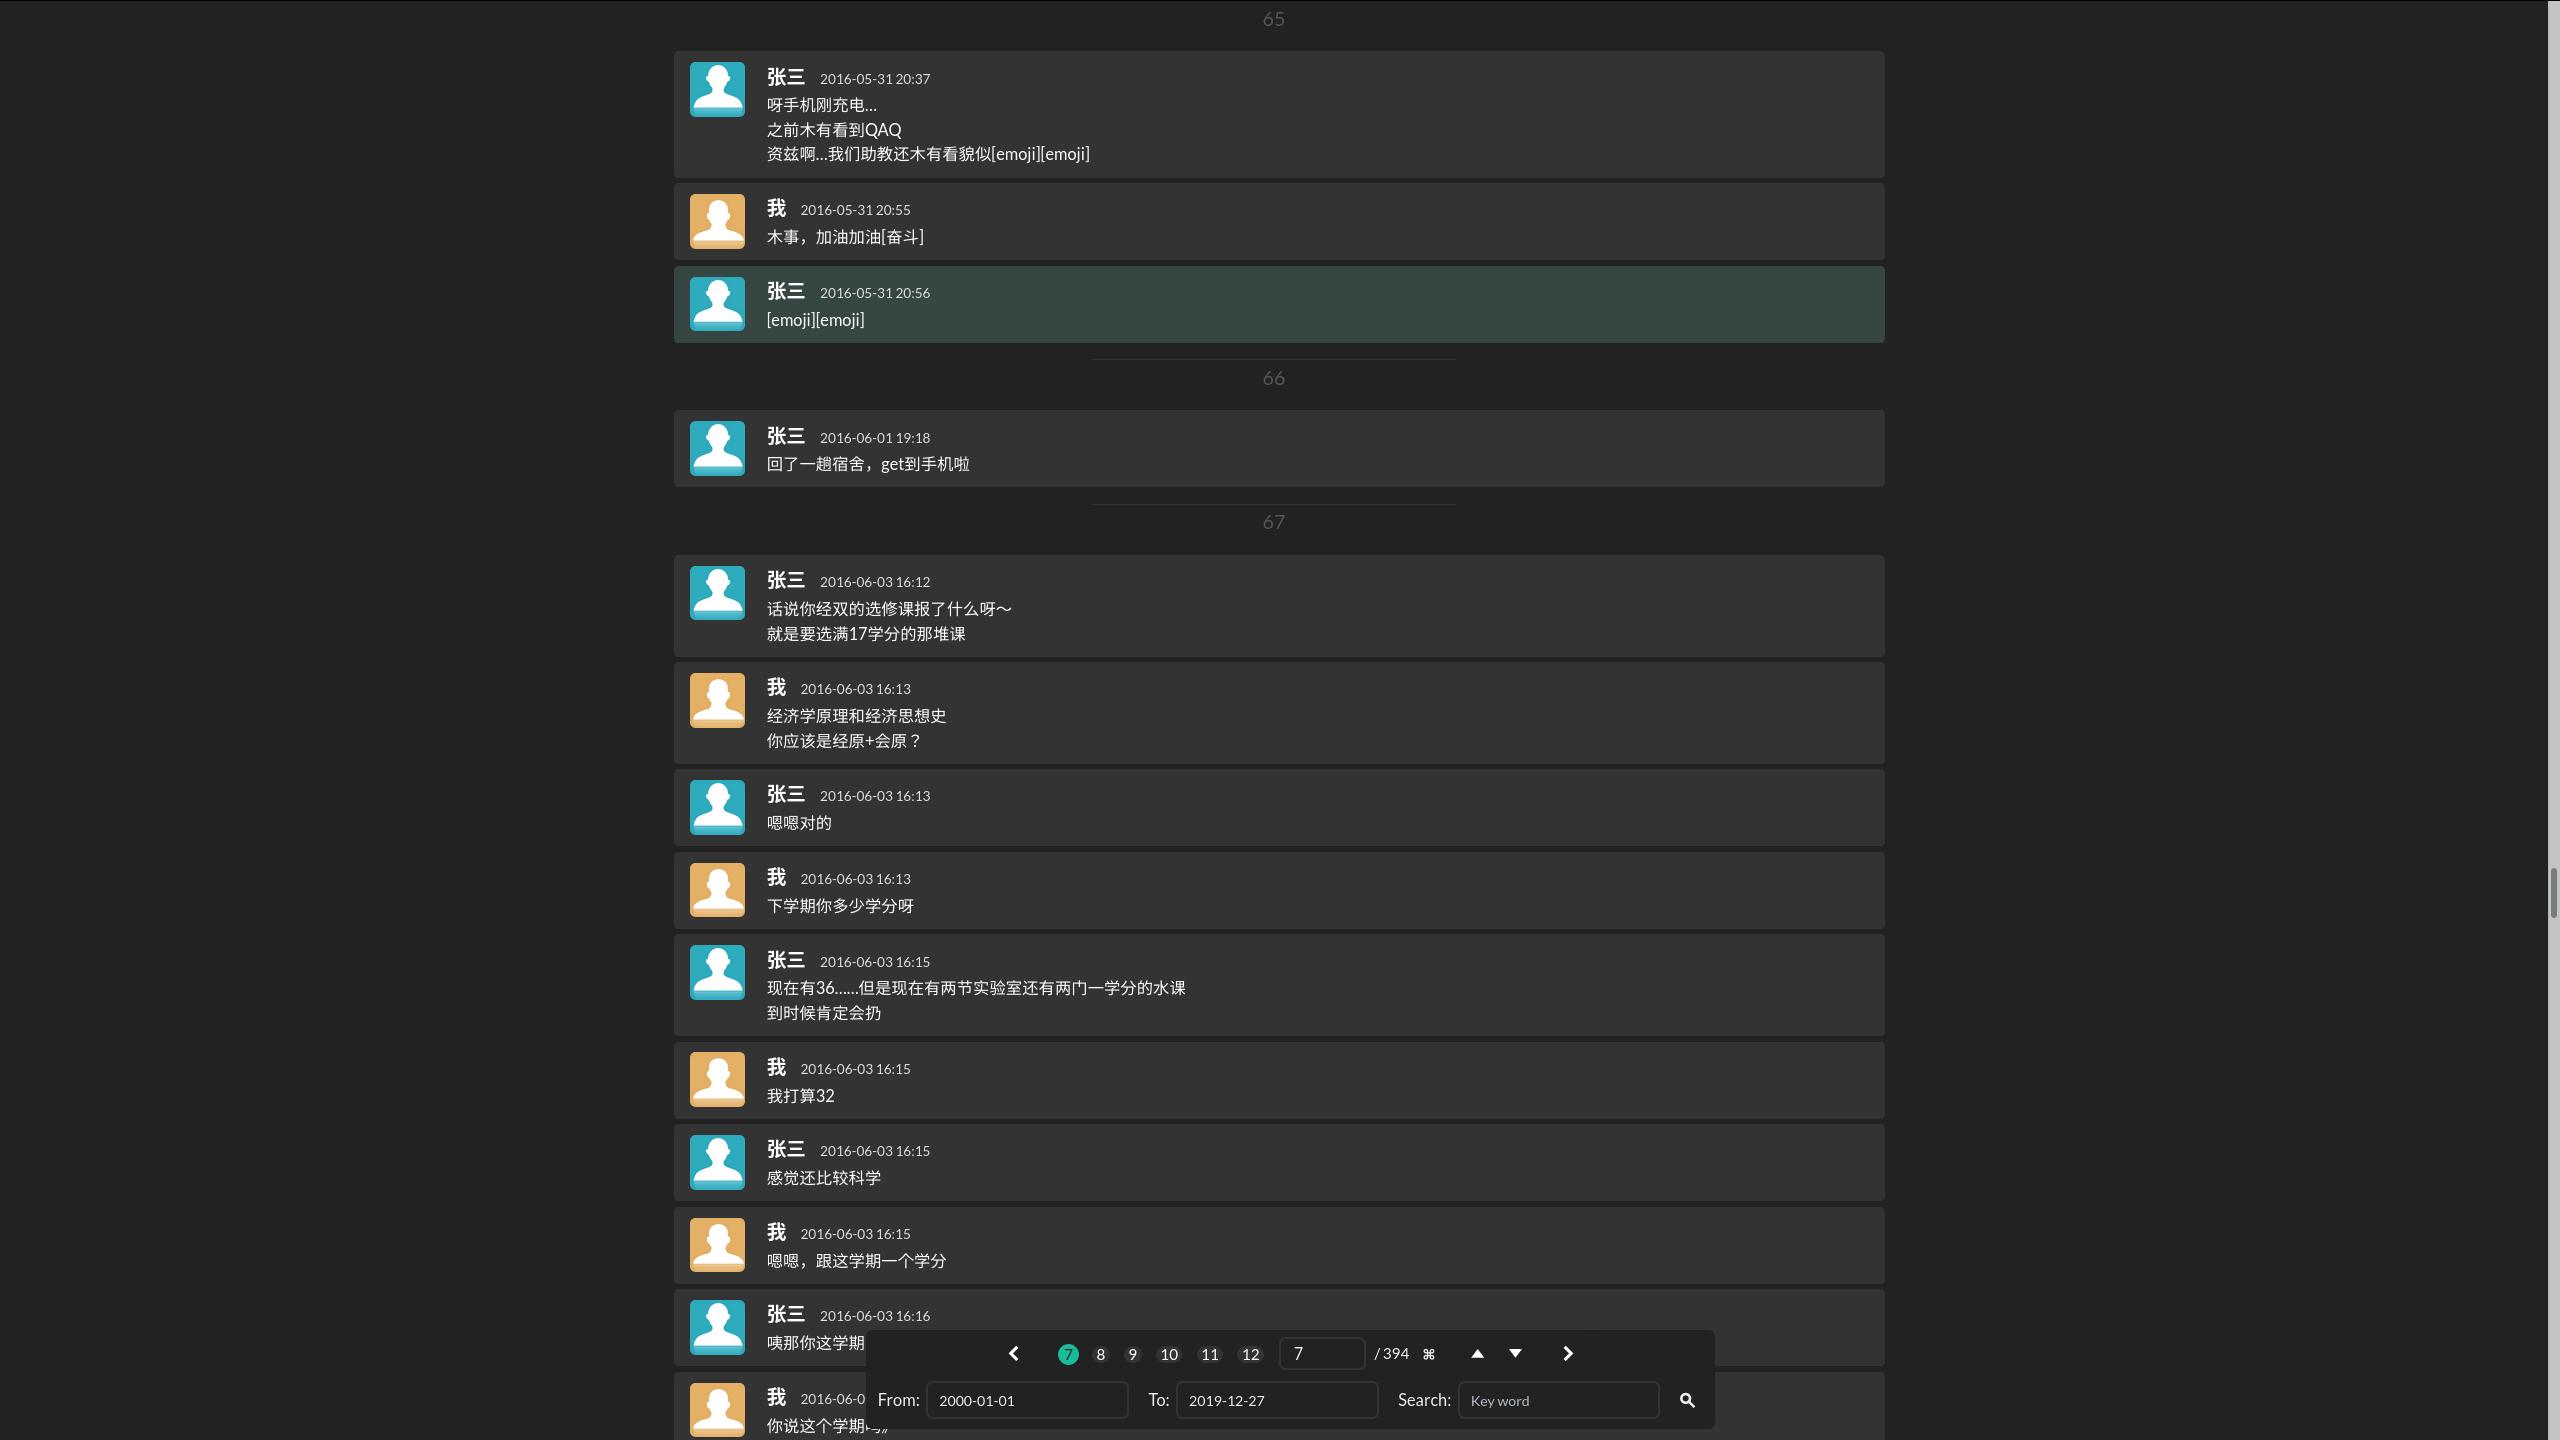 65
张三 2016-05-31 20:37
呀手机刚充电...
之前木有看到QAQ
资兹啊...我们助教还木有看貌似[emoji][emoji]
我 2016-05-31 20:55
木事，加油加油[奋斗]
张三 2016-05-31 20:56
[emoji][emoji]
66
张三 2016-06-01 19:18
回了一趟宿舍，get到手机啦
67
张三 2016-06-03 16:12
话说你经双的选修课报了什么呀～
就是要选满17学分的那堆课
我 2016-06-03 16:13
经济学原理和经济思想史
你应该是经原+会原？
张三 2016-06-03 16:13
嗯嗯对的
我 2016-06-03 16:13
下学期你多少学分呀
张三 2016-06-03 16:15
现在有36……但是现在有两节实验室还有两门一学分的水课
到时候肯定会扔
我 2016-06-03 16:15
我打算32
张三 2016-06-03 16:15
感觉还比较科学
我 2016-06-03 16:15
嗯嗯，跟这学期一个学分
张三 2016-06-03 16:16
咦那你这学期
7 8 9 10 11 12 7 / 394 ⌘
我 2016-06-0
From: 2000-01-01 To: 2019-12-27 Search: Key word
你说这个学期